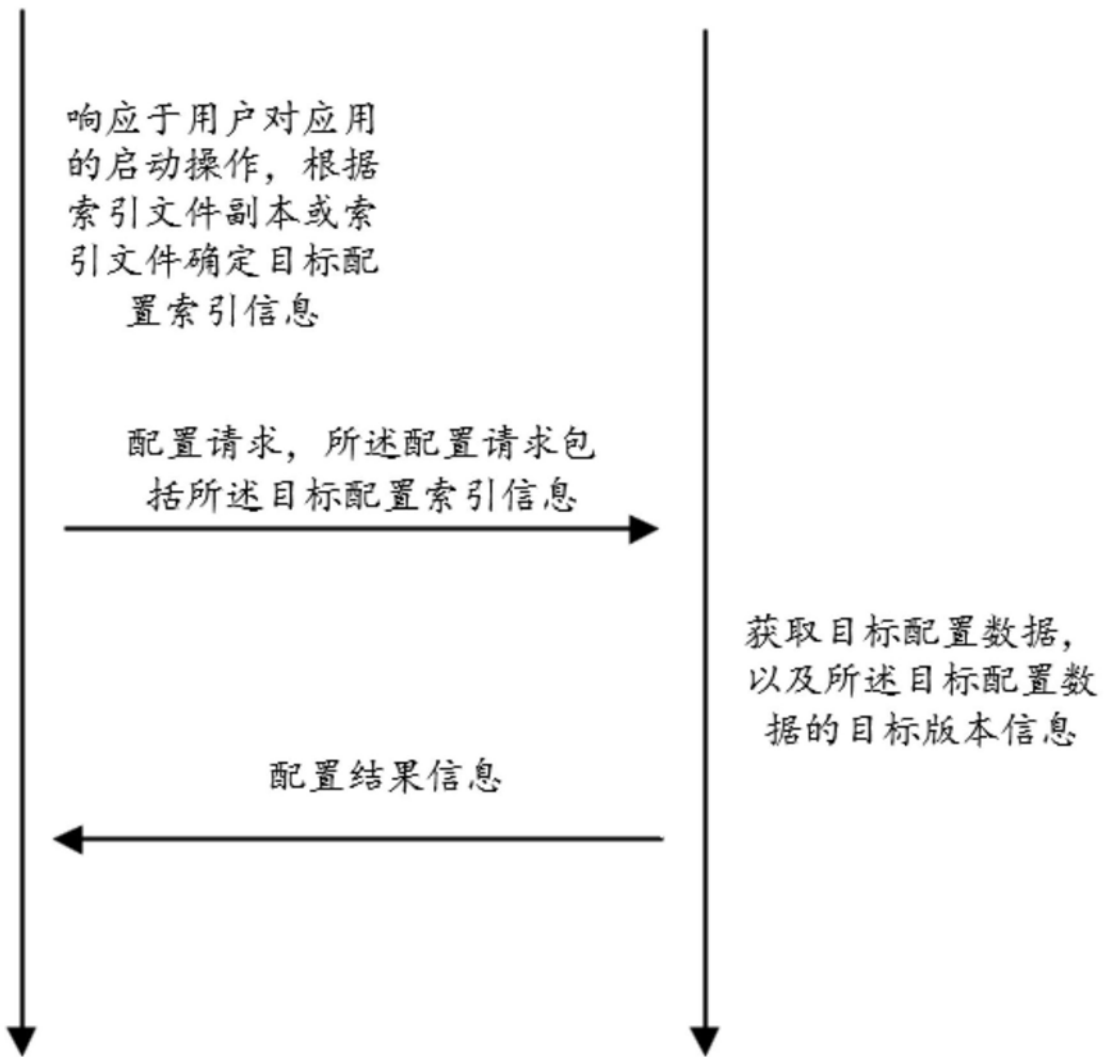 响应于用户对应用
的启动操作，根据
索引文件副本或索
引文件确定目标配
置索引信息
配置请求，所述配置请求包
括所述目标配置索引信息
获取目标配置数据，
以及所述目标配置数
据的目标版本信息
配置结果信息